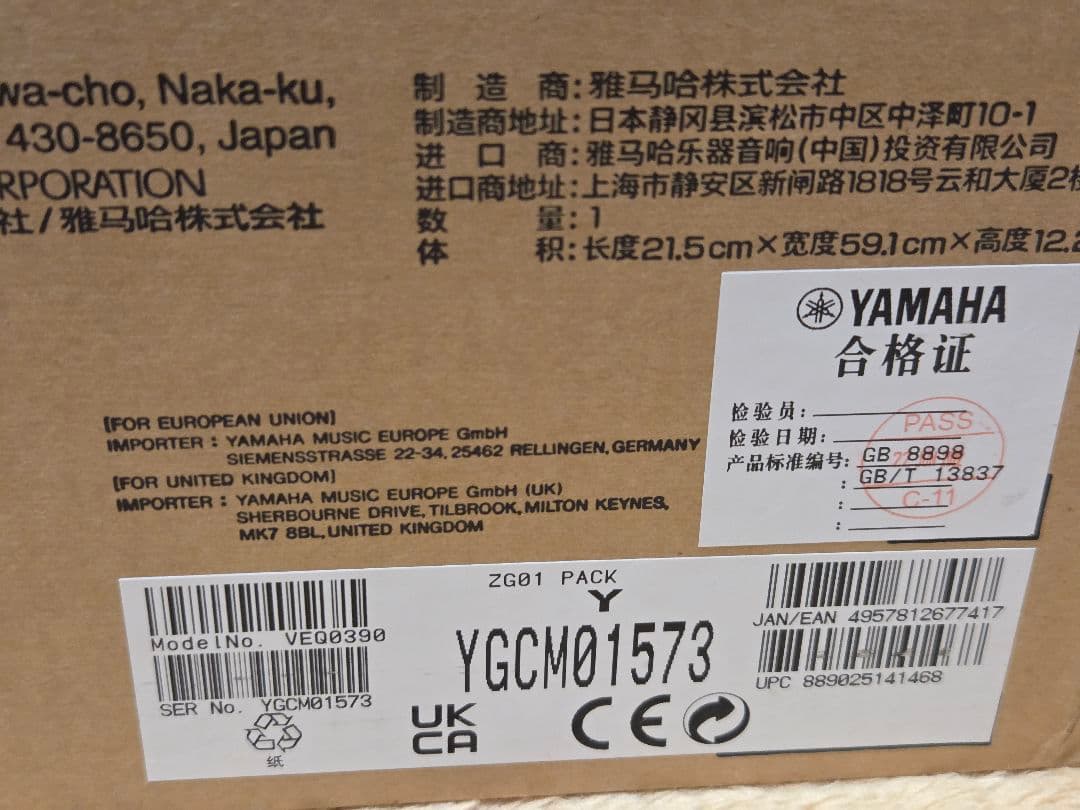 wa-cho, Naka-ku,
430-8650, Japan
RPORATION
社 / 雅马哈株式会社
制造商: 雅马哈株式会社
制造商地址: 日本静冈县滨松市中区中泽町10-1
进口商: 雅马哈乐器音响(中国)投资有限公司
进口商地址: 上海市静安区新闸路1818号云和大厦2楼
数量: 1
体积: 长度21.5cm×宽度59.1cm×高度12.2
YAMAHA
合格证
检验员:
检验日期:
产品标准编号: GB 8898
: GB/T 13837
:
:
PASS
C-11
[FOR EUROPEAN UNION]
IMPORTER : YAMAHA MUSIC EUROPE GmbH
SIEMENSSTRASSE 22-34, 25462 RELLINGEN, GERMANY
[FOR UNITED KINGDOM]
IMPORTER : YAMAHA MUSIC EUROPE GmbH (UK)
SHERBOURNE DRIVE, TILBROOK, MILTON KEYNES,
MK7 8BL, UNITED KINGDOM
ZG01 PACK
Y
YGCM01573
ModelNo. VEQ0390
SER No. YGCM01573
纸
UK
CA
CE
JAN/EAN 4957812677417
UPC 889025141468